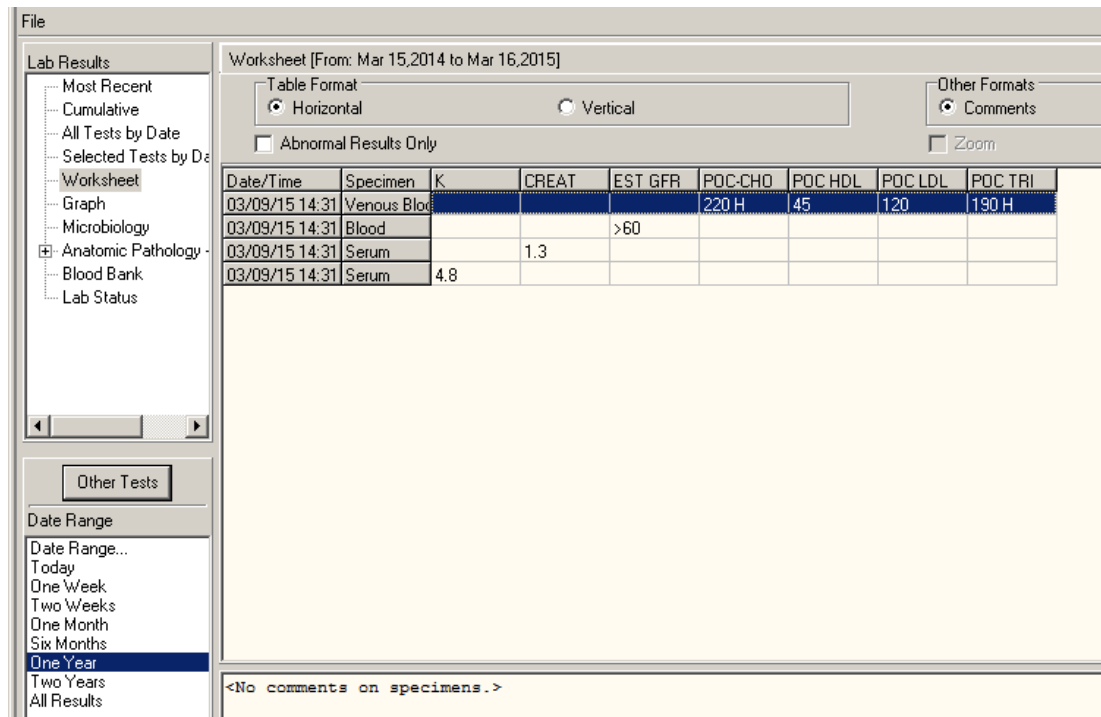 File
Lab Results
Most Recent
Cumulative
All Tests by Date
Selected Tests by Da
Worksheet
Graph
Microbiology
Anatomic Pathology -
Blood Bank
Lab Status
Other Tests
Date Range
Date Range...
Today
One Week
Two Weeks
One Month
Six Months
One Year
Two Years
All Results
Worksheet [From: Mar 15,2014 to Mar 16,2015]
Table Format
Horizontal Vertical
Other Formats
Comments
Abnormal Results Only
Zoom
Date/Time Specimen K CREAT EST GFR POC-CHO POC HDL POC LDL POC TRI
03/09/15 14:31 Venous Bloo 220 H 45 120 190 H
03/09/15 14:31 Blood >60
03/09/15 14:31 Serum 1.3
03/09/15 14:31 Serum 4.8
<No comments on specimens.>